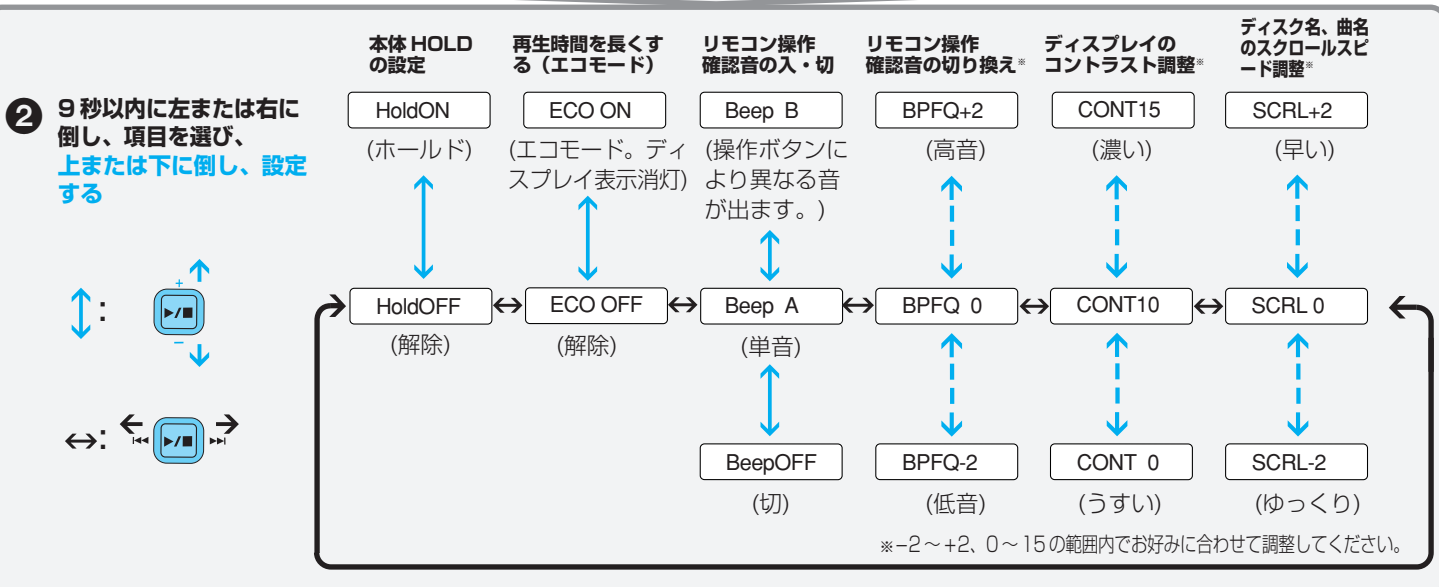 本体HOLD
の設定
再生時間を長くす
る（エコモード）
リモコン操作
確認音の入・切
リモコン操作
確認音の切り換え※
ディスプレイの
コントラスト調整※
ディスク名、曲名
のスクロールスピ
ード調整※
❷ 9秒以内に左または右に
倒し、項目を選び、
上または下に倒し、設定
する
HoldON
ECO ON
Beep B
BPFQ+2
CONT15
SCRL+2
(ホールド)
(エコモード。ディ
スプレイ表示消灯)
(操作ボタンに
より異なる音
が出ます。)
(高音)
(濃い)
(早い)
↕: + ▶/■ −
↔: ⏮ ▶/■ ⏭
HoldOFF
ECO OFF
Beep A
BPFQ 0
CONT10
SCRL 0
(解除)
(解除)
(単音)
BeepOFF
BPFQ-2
CONT 0
SCRL-2
(切)
(低音)
(うすい)
(ゆっくり)
※−2〜+2、0〜15の範囲内でお好みに合わせて調整してください。